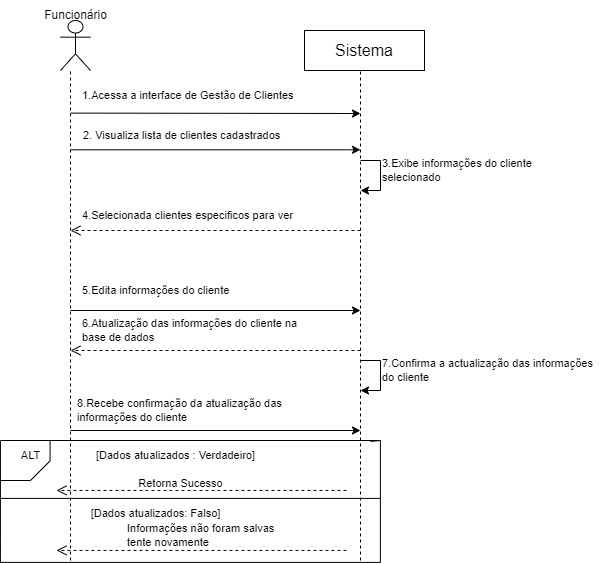 Funcionário
Sistema
1.Acessa a interface de Gestão de Clientes
2. Visualiza lista de clientes cadastrados
3.Exibe informações do cliente
selecionado
4.Selecionada clientes especificos para ver
5.Edita informações do cliente
6.Atualização das informações do cliente na
base de dados
7.Confirma a actualização das informações
do cliente
8.Recebe confirmação da atualização das
informações do cliente
ALT
[Dados atualizados : Verdadeiro]
Retorna Sucesso
[Dados atualizados: Falso]
Informações não foram salvas
tente novamente